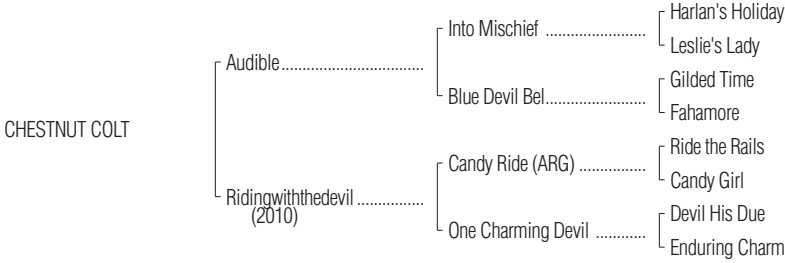 Harlan's Holiday
Into Mischief ........................
Leslie's Lady
Audible..................................
Gilded Time
Blue Devil Bel........................
Fahamore
CHESTNUT COLT
Ride the Rails
Candy Ride (ARG) ................
Candy Girl
Ridingwiththedevil ................
(2010)
Devil His Due
One Charming Devil ............
Enduring Charm